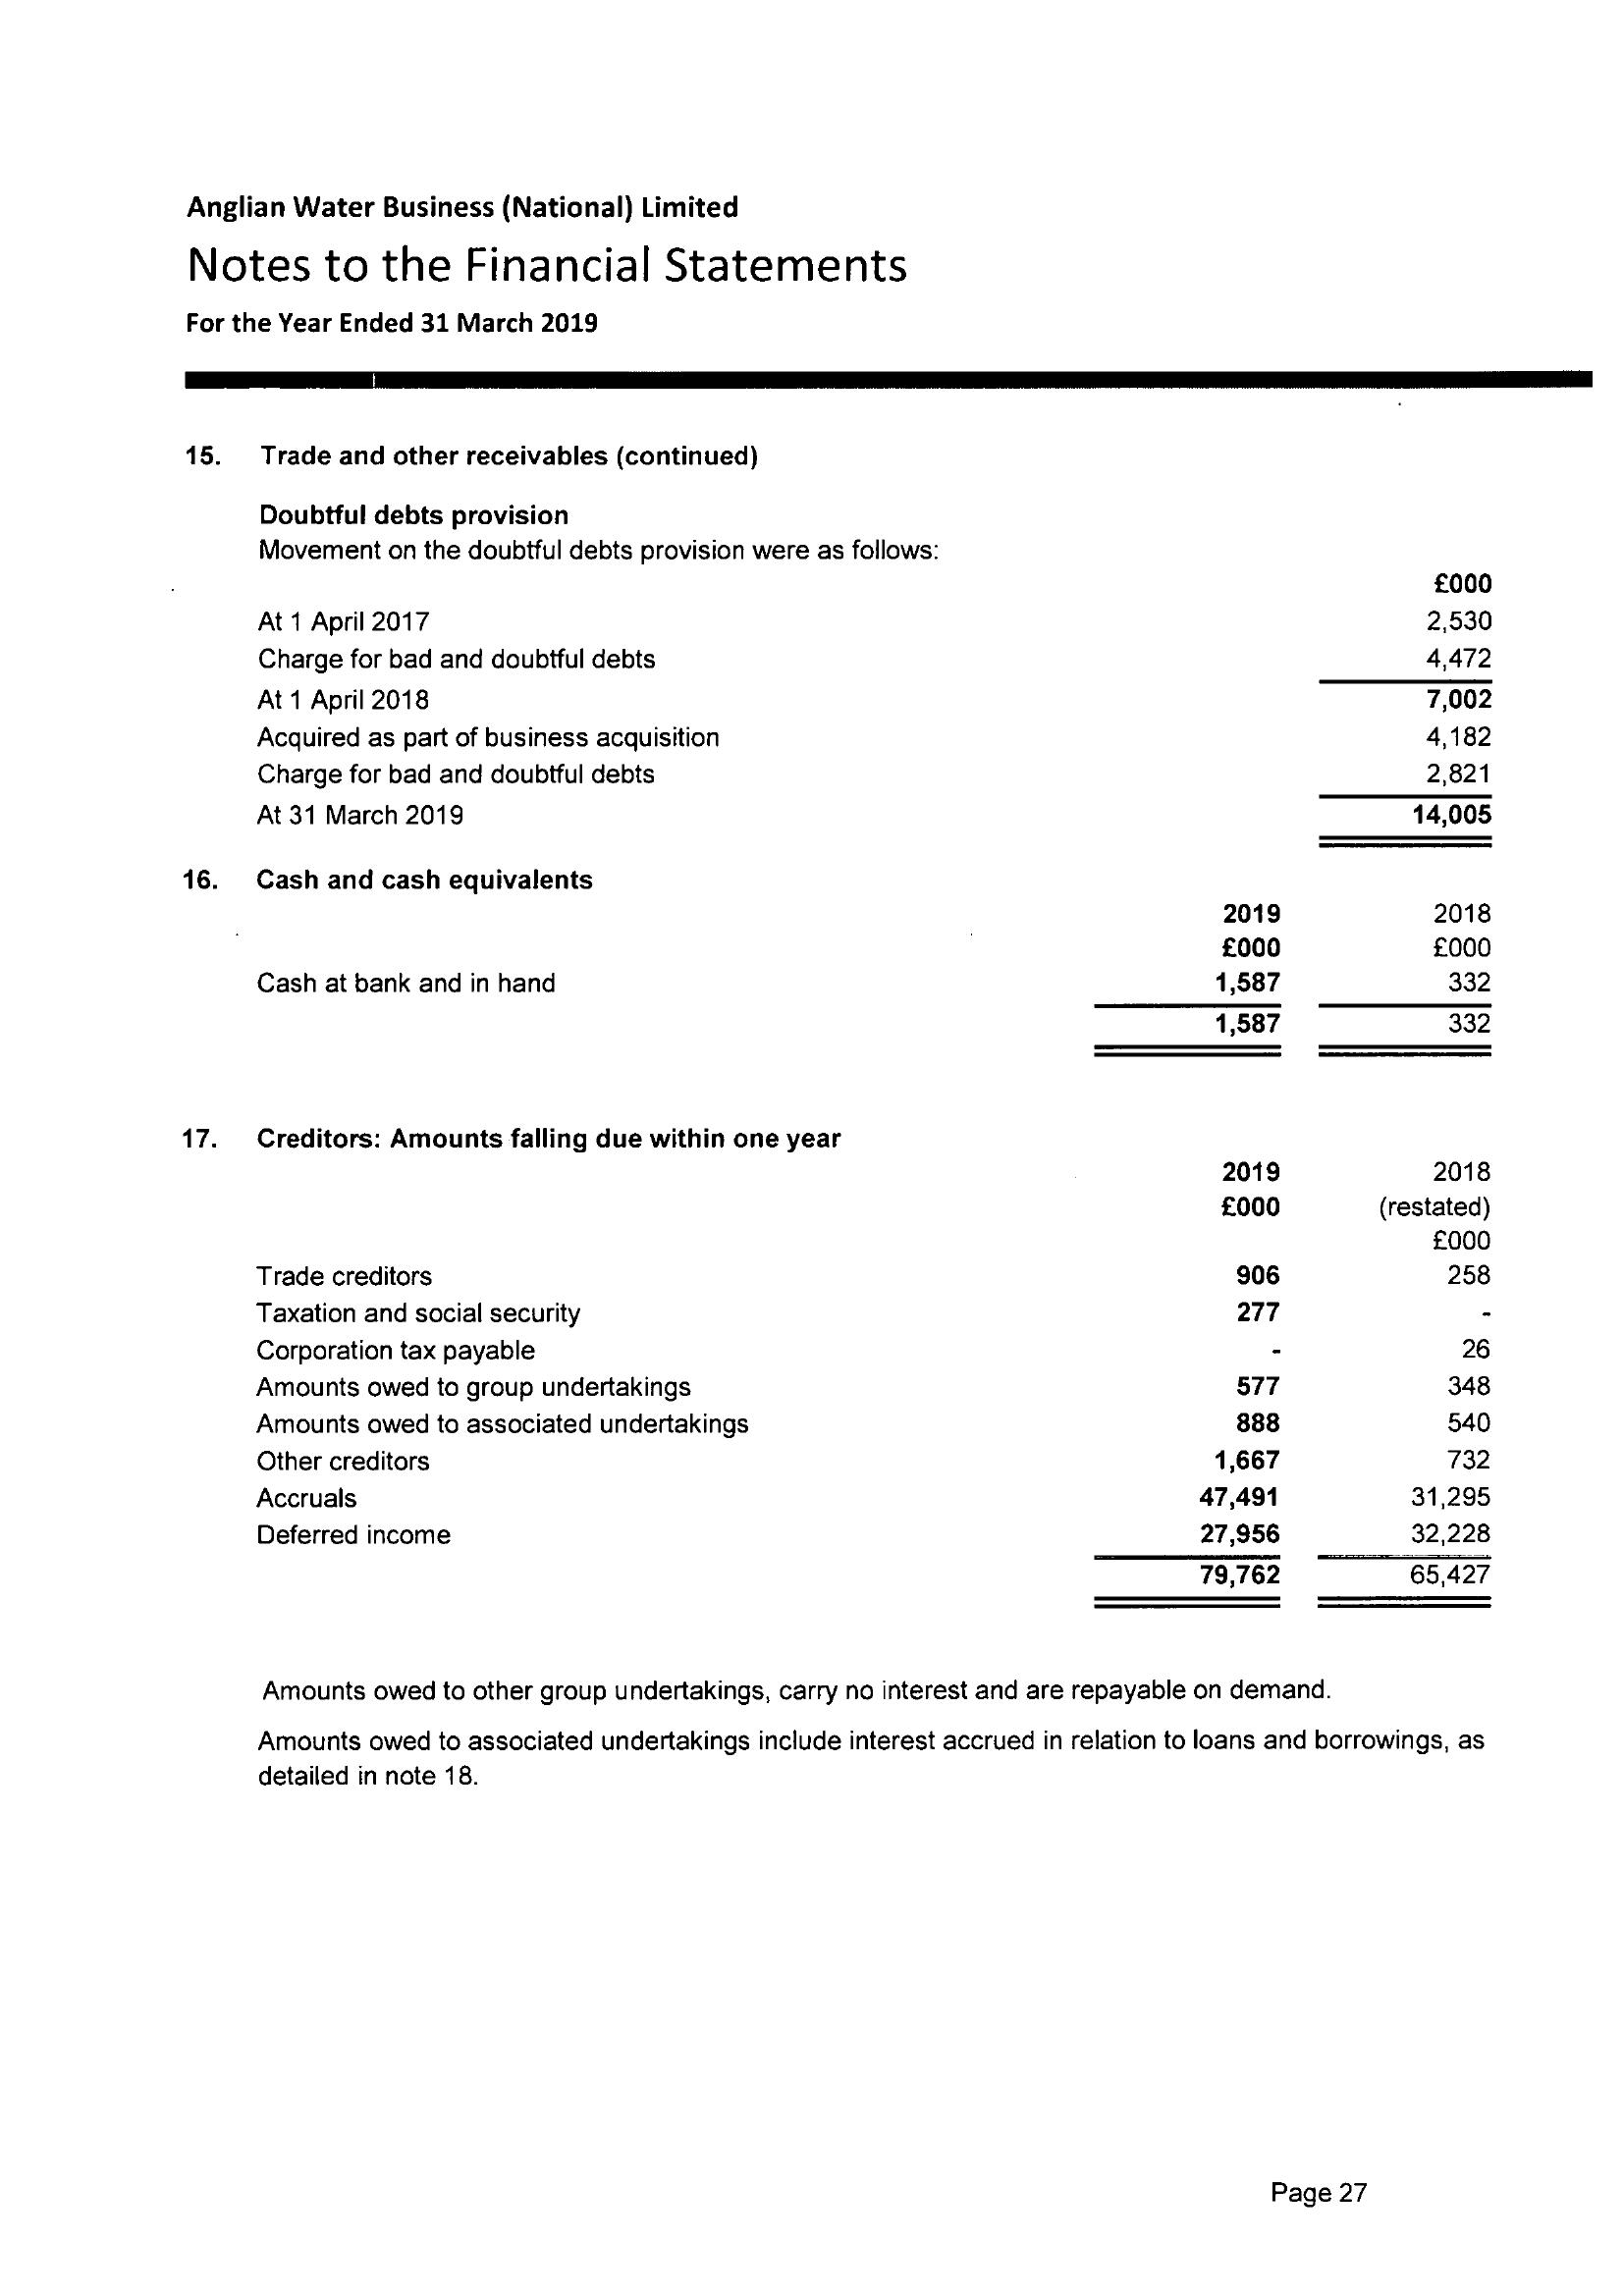 Anglian Water Business (National) Limited
Notes to the Financial Statements
For the Year Ended 31 March 2019
15. Trade and other receivables (continued)
Doubtful debts provision
Movement on the doubtful debts provision were as follows:
£000
At 1 April 2017 2,530
Charge for bad and doubtful debts 4,472
At 1 April 2018 7,002
Acquired as part of business acquisition 4,182
Charge for bad and doubtful debts 2,821
At 31 March 2019 14,005
16. Cash and cash equivalents
2019 2018
£000 £000
Cash at bank and in hand 1,587 332
1,587 332
17. Creditors: Amounts falling due within one year
2019 2018
£000 (restated)
£000
Trade creditors 906 258
Taxation and social security 277 -
Corporation tax payable - 26
Amounts owed to group undertakings 577 348
Amounts owed to associated undertakings 888 540
Other creditors 1,667 732
Accruals 47,491 31,295
Deferred income 27,956 32,228
79,762 65,427
Amounts owed to other group undertakings, carry no interest and are repayable on demand.
Amounts owed to associated undertakings include interest accrued in relation to loans and borrowings, as
detailed in note 18.
Page 27